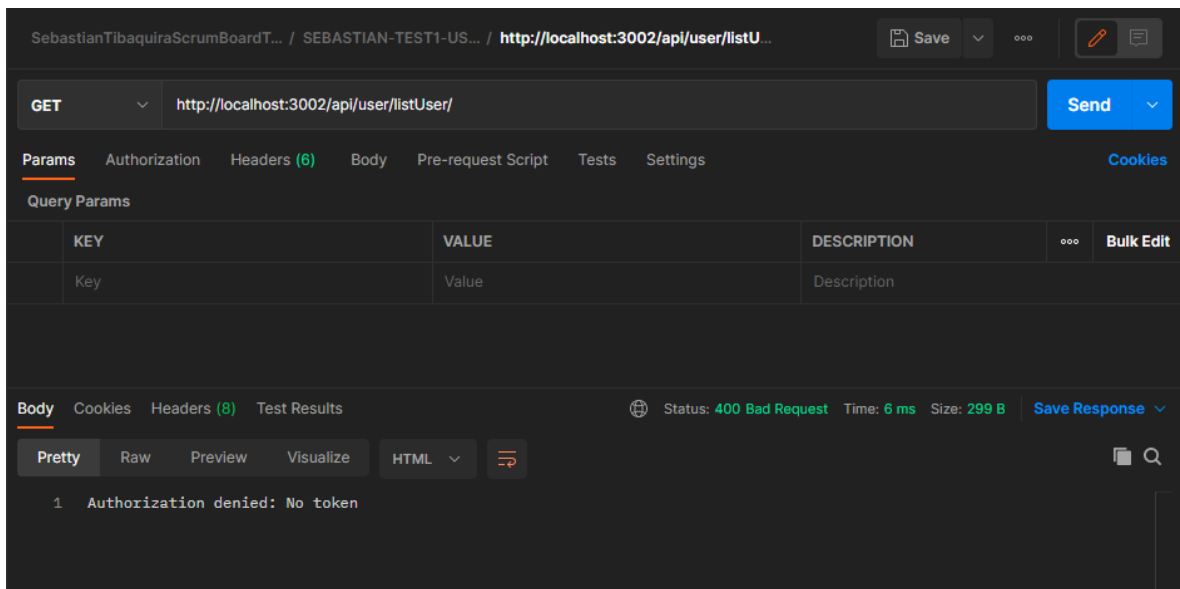 SebastianTibaquiraScrumBoardT... / SEBASTIAN-TEST1-US... / http://localhost:3002/api/user/listU... Save ooo
GET http://localhost:3002/api/user/listUser/ Send
Params Authorization Headers (6) Body Pre-request Script Tests Settings Cookies
Query Params
KEY VALUE DESCRIPTION ooo Bulk Edit
Key Value Description
Body Cookies Headers (8) Test Results Status: 400 Bad Request Time: 6 ms Size: 299 B Save Response
Pretty Raw Preview Visualize HTML
1 Authorization denied: No token